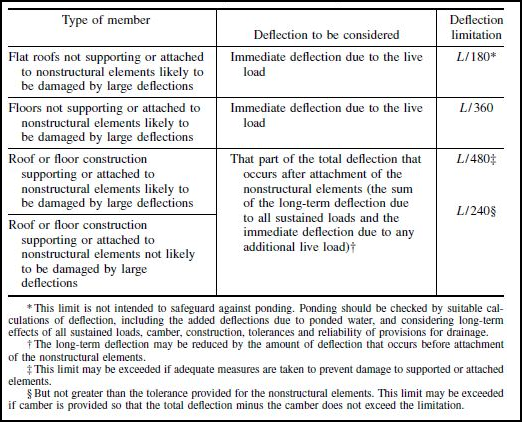 Type of member
Deflection to be considered
Deflection
limitation
Flat roofs not supporting or attached
to nonstructural elements likely to
be damaged by large deflections
Immediate deflection due to the live
load
L/180*
Floors not supporting or attached to
nonstructural elements likely to
be damaged by large deflections
Immediate deflection due to the live
load
L/360
Roof or floor construction
supporting or attached to
nonstructural elements likely to
be damaged by large deflections
That part of the total deflection that
occurs after attachment of the
nonstructural elements (the sum
of the long-term deflection due
to all sustained loads and the
immediate deflection due to any
additional live load)†
L/480‡
L/240§
Roof or floor construction
supporting or attached to
nonstructural elements not likely
to be damaged by large
deflections
* This limit is not intended to safeguard against ponding. Ponding should be checked by suitable cal-
culations of deflection, including the added deflections due to ponded water, and considering long-term
effects of all sustained loads, camber, construction, tolerances and reliability of provisions for drainage.
† The long-term deflection may be reduced by the amount of deflection that occurs before attachment
of the nonstructural elements.
‡ This limit may be exceeded if adequate measures are taken to prevent damage to supported or attached
elements.
§ But not greater than the tolerance provided for the nonstructural elements. This limit may be exceeded
if camber is provided so that the total deflection minus the camber does not exceed the limitation.